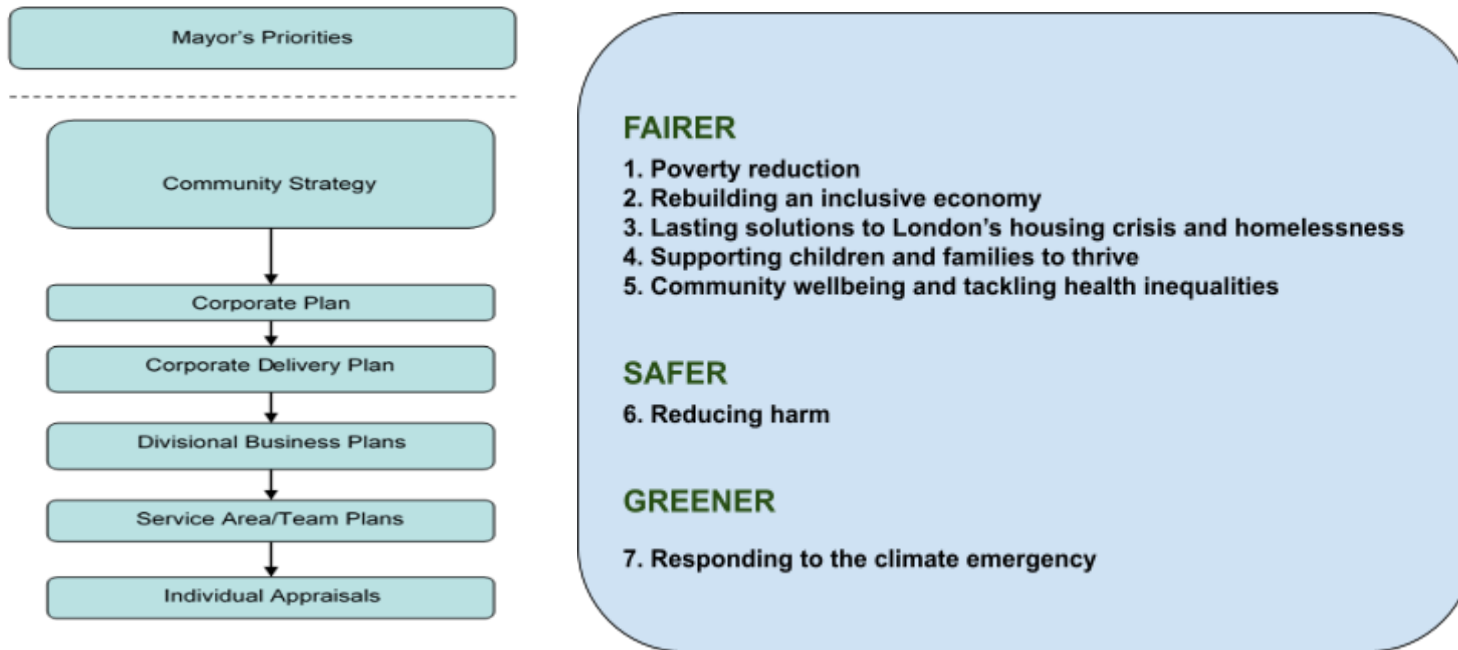 Mayor's Priorities
Community Strategy
Corporate Plan
Corporate Delivery Plan
Divisional Business Plans
Service Area/Team Plans
Individual Appraisals
FAIRER
1. Poverty reduction
2. Rebuilding an inclusive economy
3. Lasting solutions to London's housing crisis and homelessness
4. Supporting children and families to thrive
5. Community wellbeing and tackling health inequalities
SAFER
6. Reducing harm
GREENER
7. Responding to the climate emergency